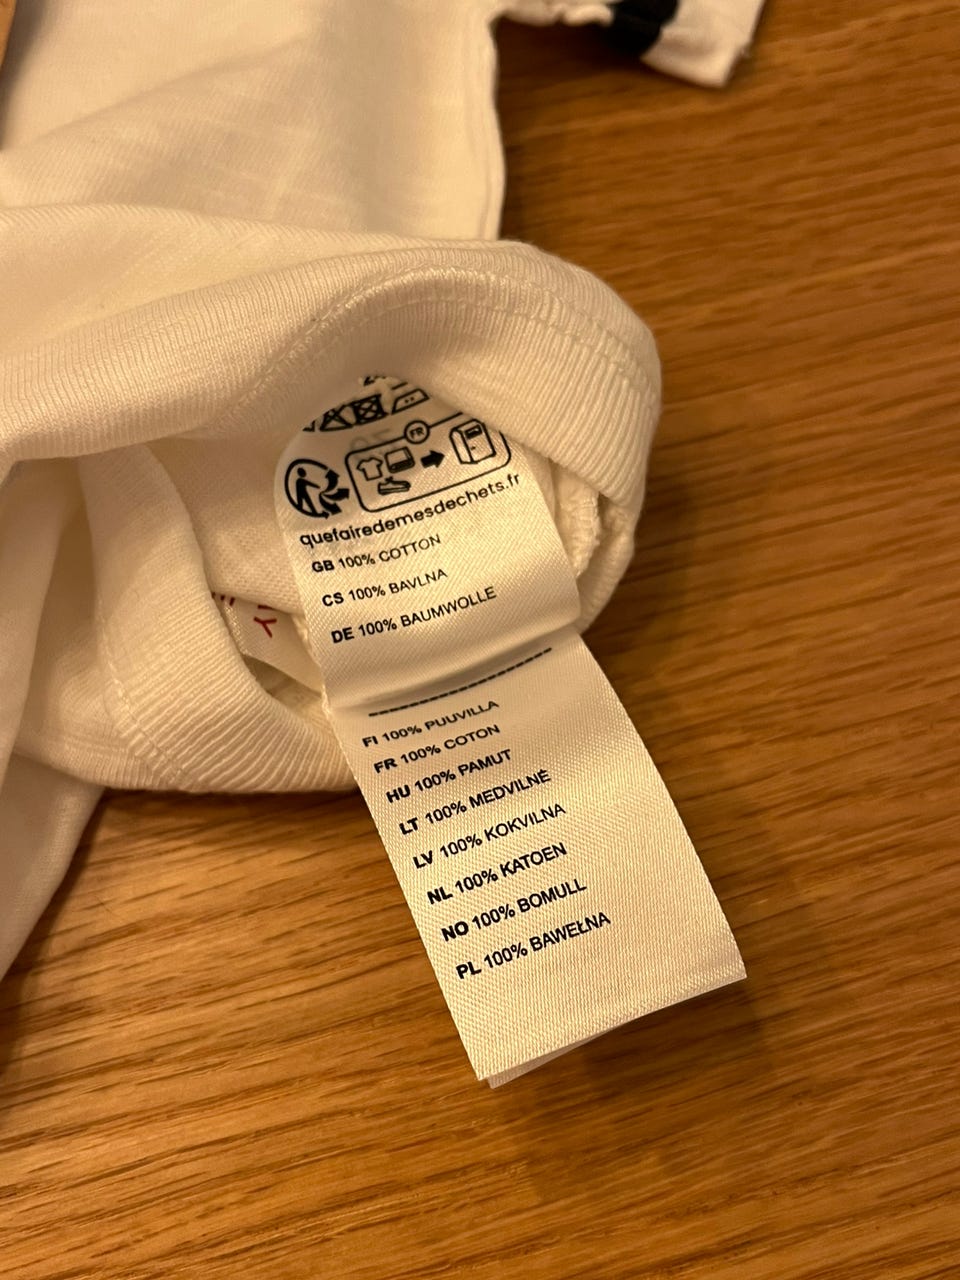 FR
quefairedemesdechets.fr
GB 100% COTTON
CS 100% BAVLNA
DE 100% BAUMWOLLE
FI 100% PUUVILLA
FR 100% COTON
HU 100% PAMUT
LT 100% MEDVILNĖ
LV 100% KOKVILNA
NL 100% KATOEN
NO 100% BOMULL
PL 100% BAWEŁNA